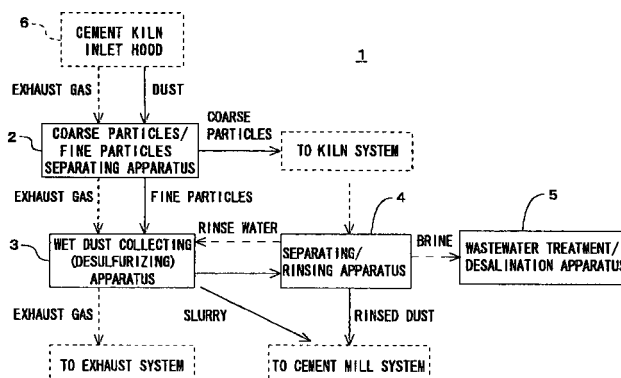 6
CEMENT KILN
INLET HOOD
1
EXHAUST GAS
DUST
2
COARSE PARTICLES/
FINE PARTICLES
SEPARATING APPARATUS
COARSE
PARTICLES
TO KILN SYSTEM
EXHAUST GAS
FINE PARTICLES
3
WET DUST COLLECTING
(DESULFURIZING)
APPARATUS
RINSE WATER
4
SEPARATING/
RINSING APPARATUS
BRINE
5
WASTEWATER TREATMENT/
DESALINATION APPARATUS
EXHAUST GAS
SLURRY
RINSED DUST
TO EXHAUST SYSTEM
TO CEMENT MILL SYSTEM